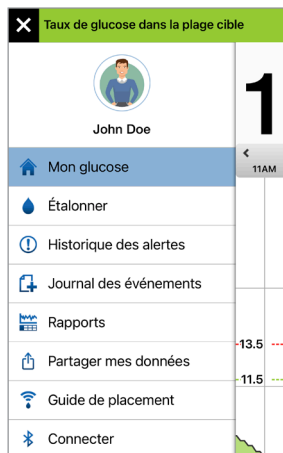 Taux de glucose dans la plage cible
John Doe
1
11AM
Mon glucose
Étalonner
Historique des alertes
Journal des événements
Rapports
13.5
Partager mes données
11.5
Guide de placement
Connecter